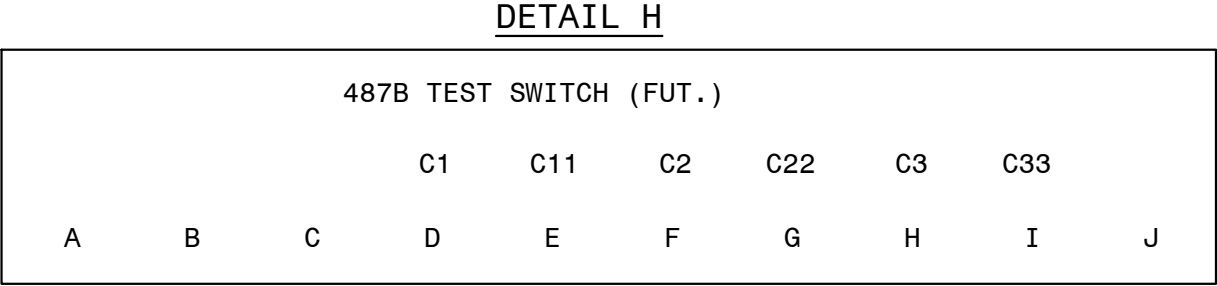 DETAIL H
487B TEST SWITCH (FUT.)
C1 C11 C2 C22 C3 C33
A B C D E F G H I J